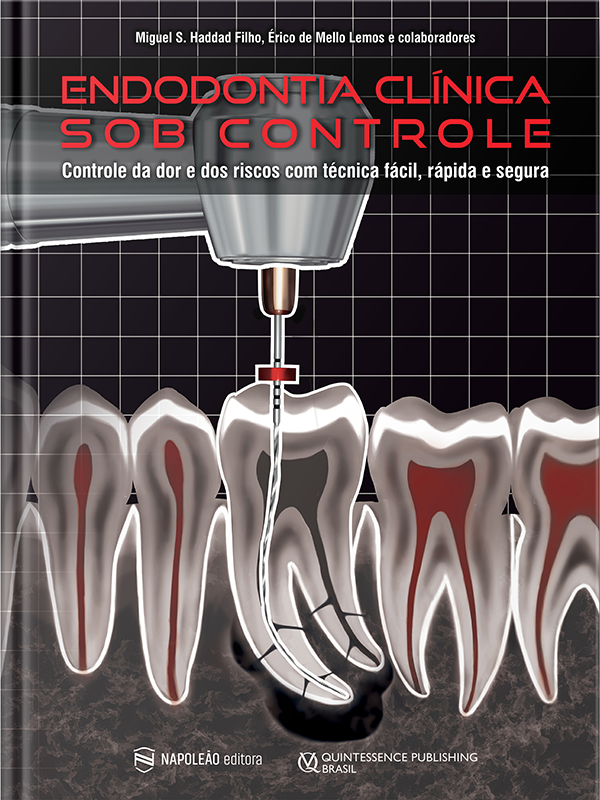 Miguel S. Haddad Filho, Érico de Mello Lemos e colaboradores
ENDODONTIA CLÍNICA
SOB CONTROLE
Controle da dor e dos riscos com técnica fácil, rápida e segura
NAPOLEÃO editora
QUINTESSENCE PUBLISHING
BRASIL